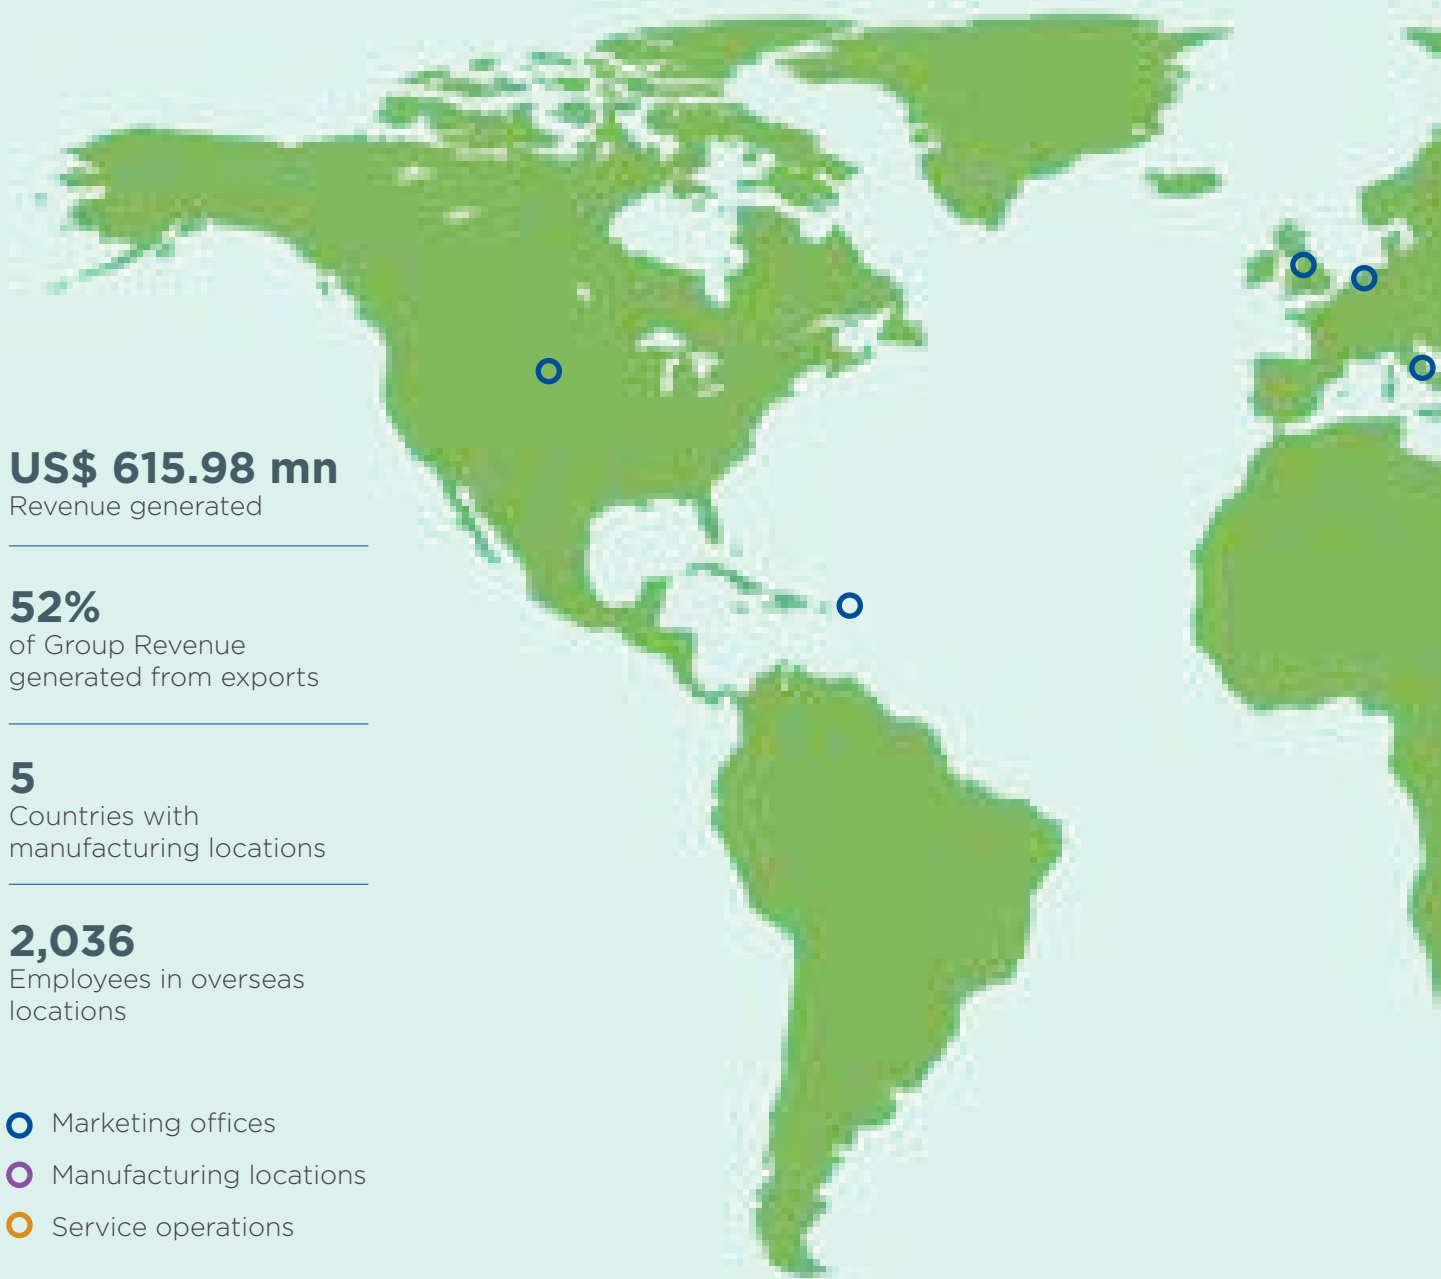 US$ 615.98 mn
Revenue generated
52%
of Group Revenue
generated from exports
5
Countries with
manufacturing locations
2,036
Employees in overseas
locations
Marketing offices
Manufacturing locations
Service operations